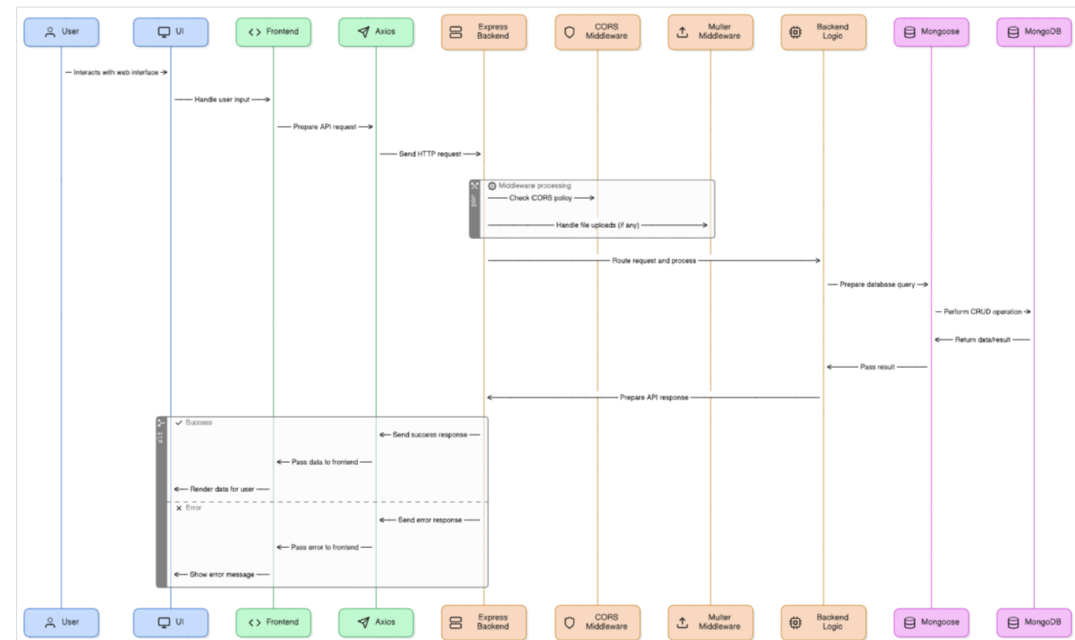 User
UI
Frontend
Axios
Express
Backend
CORS
Middleware
Multer
Middleware
Backend
Logic
Mongoose
MongoDB
Interacts with web interface
Handle user input
Prepare API request
Send HTTP request
par
Middleware processing
Check CORS policy
Handle file uploads (if any)
Route request and process
Prepare database query
Perform CRUD operation
Return data/result
Pass result
Prepare API response
alt
Success
Send success response
Pass data to frontend
Render data for user
Error
Send error response
Pass error to frontend
Show error message
User
UI
Frontend
Axios
Express
Backend
CORS
Middleware
Multer
Middleware
Backend
Logic
Mongoose
MongoDB